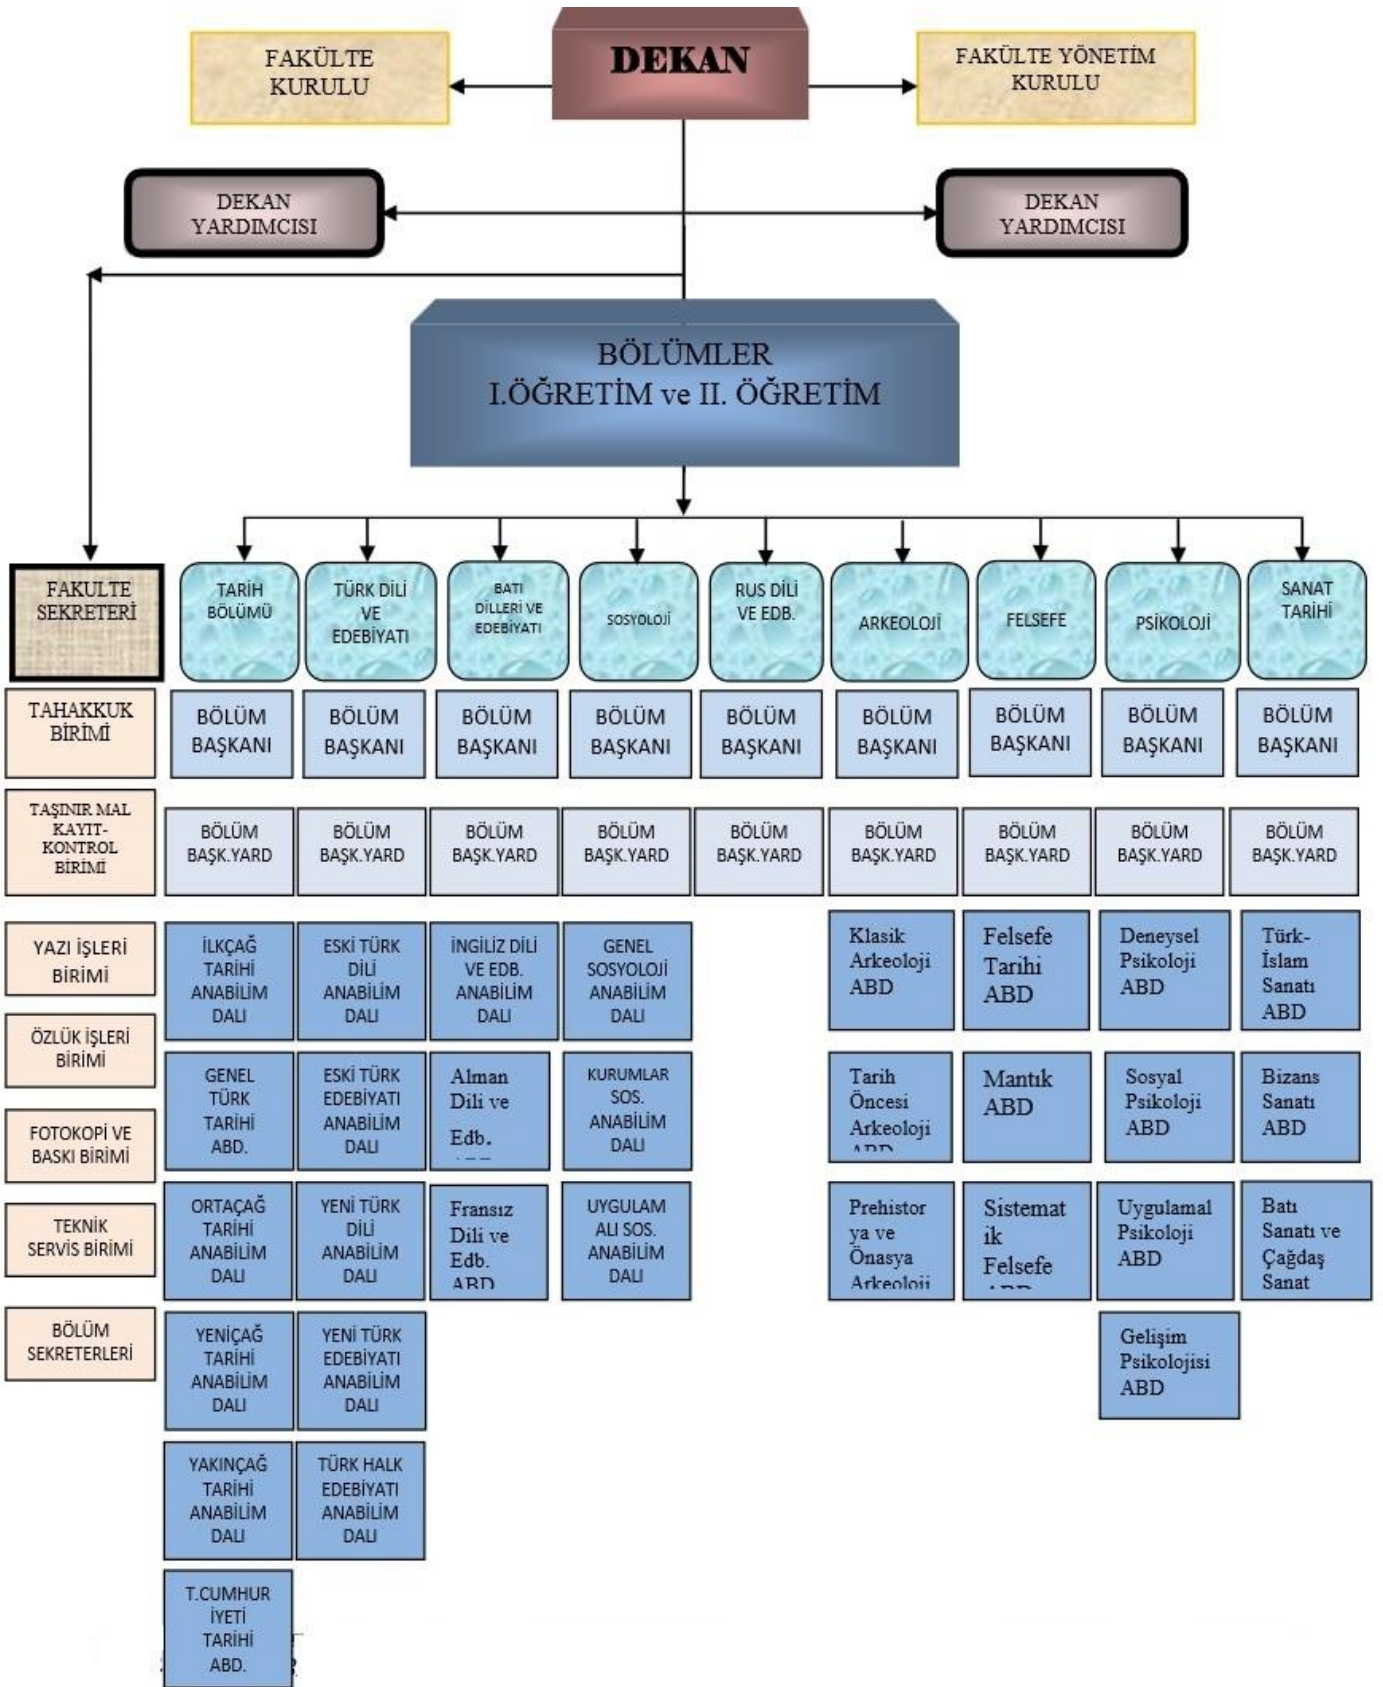 DEKAN
FAKÜLTE
KURULU
FAKÜLTE YÖNETİM
KURULU
DEKAN
YARDIMCISI
DEKAN
YARDIMCISI
BÖLÜMLER
I.ÖĞRETİM ve II. ÖĞRETİM
FAKULTE
SEKRETERİ
TARİH
BÖLÜMÜ
TÜRK DİLİ
VE
EDEBİYATI
BATI
DİLLERİ VE
EDEBİYATI
SOSYOLOJİ
RUS DİLİ
VE EDB.
ARKEOLOJİ
FELSEFE
PSİKOLOJİ
SANAT
TARİHİ
TAHAKKUK
BİRİMİ
BÖLÜM
BAŞKANI
BÖLÜM
BAŞKANI
BÖLÜM
BAŞKANI
BÖLÜM
BAŞKANI
BÖLÜM
BAŞKANI
BÖLÜM
BAŞKANI
BÖLÜM
BAŞKANI
BÖLÜM
BAŞKANI
BÖLÜM
BAŞKANI
TAŞINIR MAL
KAYIT-
KONTROL
BİRİMİ
BÖLÜM
BAŞK.YARD
BÖLÜM
BAŞK.YARD
BÖLÜM
BAŞK.YARD
BÖLÜM
BAŞK.YARD
BÖLÜM
BAŞK.YARD
BÖLÜM
BAŞK.YARD
BÖLÜM
BAŞK.YARD
BÖLÜM
BAŞK.YARD
BÖLÜM
BAŞK.YARD
YAZI İŞLERİ
BİRİMİ
ÖZLÜK İŞLERİ
BİRİMİ
FOTOKOPİ VE
BASKI BİRİMİ
TEKNİK
SERVİS BİRİMİ
BÖLÜM
SEKRETERLERİ
İLKÇAĞ
TARİHİ
ANABİLİM
DALI
ESKİ TÜRK
DİLİ
ANABİLİM
DALI
İNGİLİZ DİLİ
VE EDB.
ANABİLİM
DALI
GENEL
SOSYOLOJİ
ANABİLİM
DALI
Klasik
Arkeoloji
ABD
Felsefe
Tarihi
ABD
Deneysel
Psikoloji
ABD
Türk-
İslam
Sanatı
ABD
GENEL
TÜRK
TARİHİ
ABD.
ESKİ TÜRK
EDEBİYATI
ANABİLİM
DALI
Alman
Dili ve
Edb.
KURUMLAR
SOS.
ANABİLİM
DALI
Tarih
Öncesi
Arkeoloji
ABD
Mantık
ABD
Sosyal
Psikoloji
ABD
Bizans
Sanatı
ABD
ORTAÇAĞ
TARİHİ
ANABİLİM
DALI
YENİ TÜRK
DİLİ
ANABİLİM
DALI
Fransız
Dili ve
Edb.
ABD
UYGULAM
ALI SOS.
ANABİLİM
DALI
Prehistor
ya ve
Önasya
Arkeoloji
Sistemat
ik
Felsefe
Uygulamal
Psikoloji
ABD
Batı
Sanatı ve
Çağdaş
Sanat
YENİÇAĞ
TARİHİ
ANABİLİM
DALI
YENİ TÜRK
EDEBİYATI
ANABİLİM
DALI
Gelişim
Psikolojisi
ABD
YAKINÇAĞ
TARİHİ
ANABİLİM
DALI
TÜRK HALK
EDEBİYATI
ANABİLİM
DALI
T.CUMHUR
İYETİ
TARİHİ
ABD.